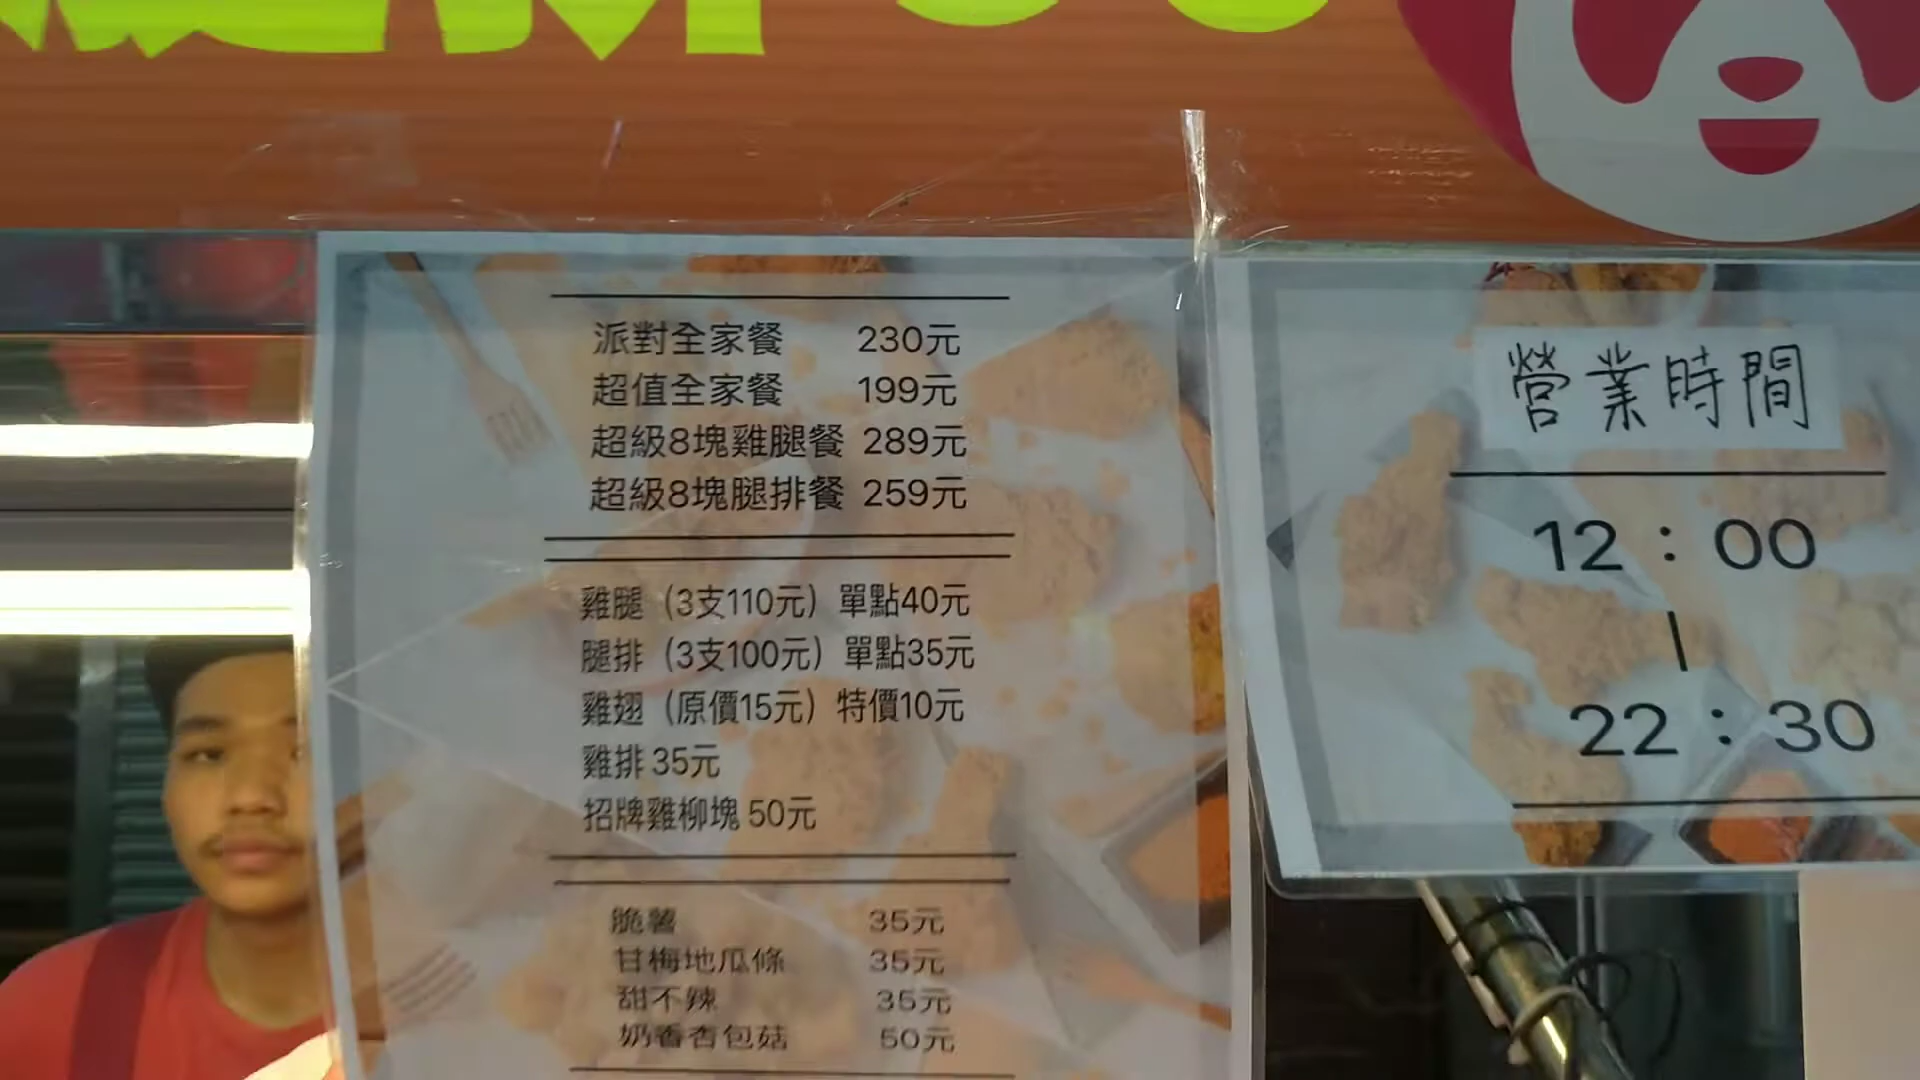 派對全家餐 230元
超值全家餐 199元
超級8塊雞腿餐 289元
超級8塊腿排餐 259元
雞腿（3支110元）單點40元
腿排（3支100元）單點35元
雞翅（原價15元）特價10元
雞排 35元
招牌雞柳塊 50元
脆薯 35元
甘梅地瓜條 35元
甜不辣 35元
奶香杏包菇 50元
營業時間
12：00
|
22：30